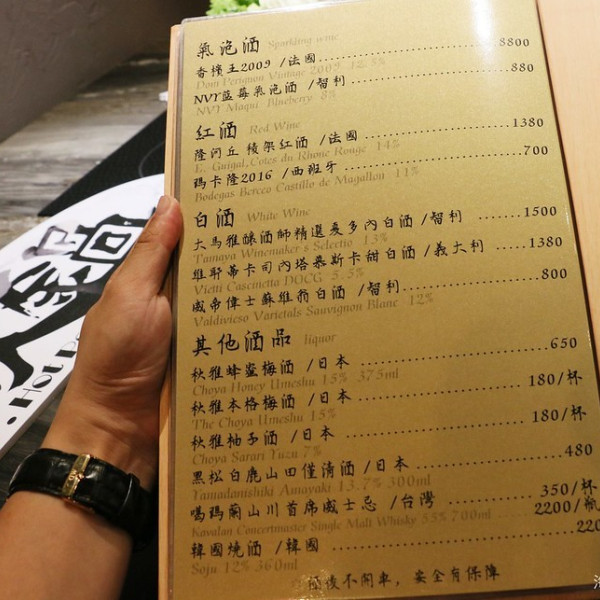 氣泡酒 Sparkling wine
香檳王2009 /法國 8800
Dom Perignon Vintage 2009 12.5%
NVY藍莓氣泡酒 /智利 880
NVY Maqui Blueberry 8%
紅酒 Red Wine
隆河丘 積架紅酒 /法國 1380
E. Guigal,Cotes du Rhone Rouge 14%
瑪卡隆2016 /西班牙 700
Bodegas Berceo Castillo de Magallon 11%
白酒 White Wine
大馬雅釀酒師精選夏多內白酒/智利 1500
Tamaya Winemaker's Selectio 13%
維耶蒂卡司內塔慕斯卡甜白酒/義大利 1380
Vietti Cascinetta DOCG 5.5%
威帝偉士蘇維翁白酒 /智利 800
Valdivieso Varietals Sauvignon Blanc 12%
其他酒品 liquor
秋雅蜂蜜梅酒 /日本 650
Choya Honey Umeshu 15% 375ml
秋雅本格梅酒 /日本 180/杯
The Choya Umeshu 15%
秋雅柚子酒 /日本 180/杯
Choya Sarari Yuzu 7%
黑松白鹿山田僅清酒/日本 480
Yamadanishiki Amayaki 13.7% 300ml
噶瑪蘭山川首席威士忌 /台灣 350/杯
2200/瓶
Kavalan Concertmaster Single Malt Whisky 55% 700ml
韓國燒酒 /韓國 220
Soju 12% 360ml
酒後不開車，安全有保障